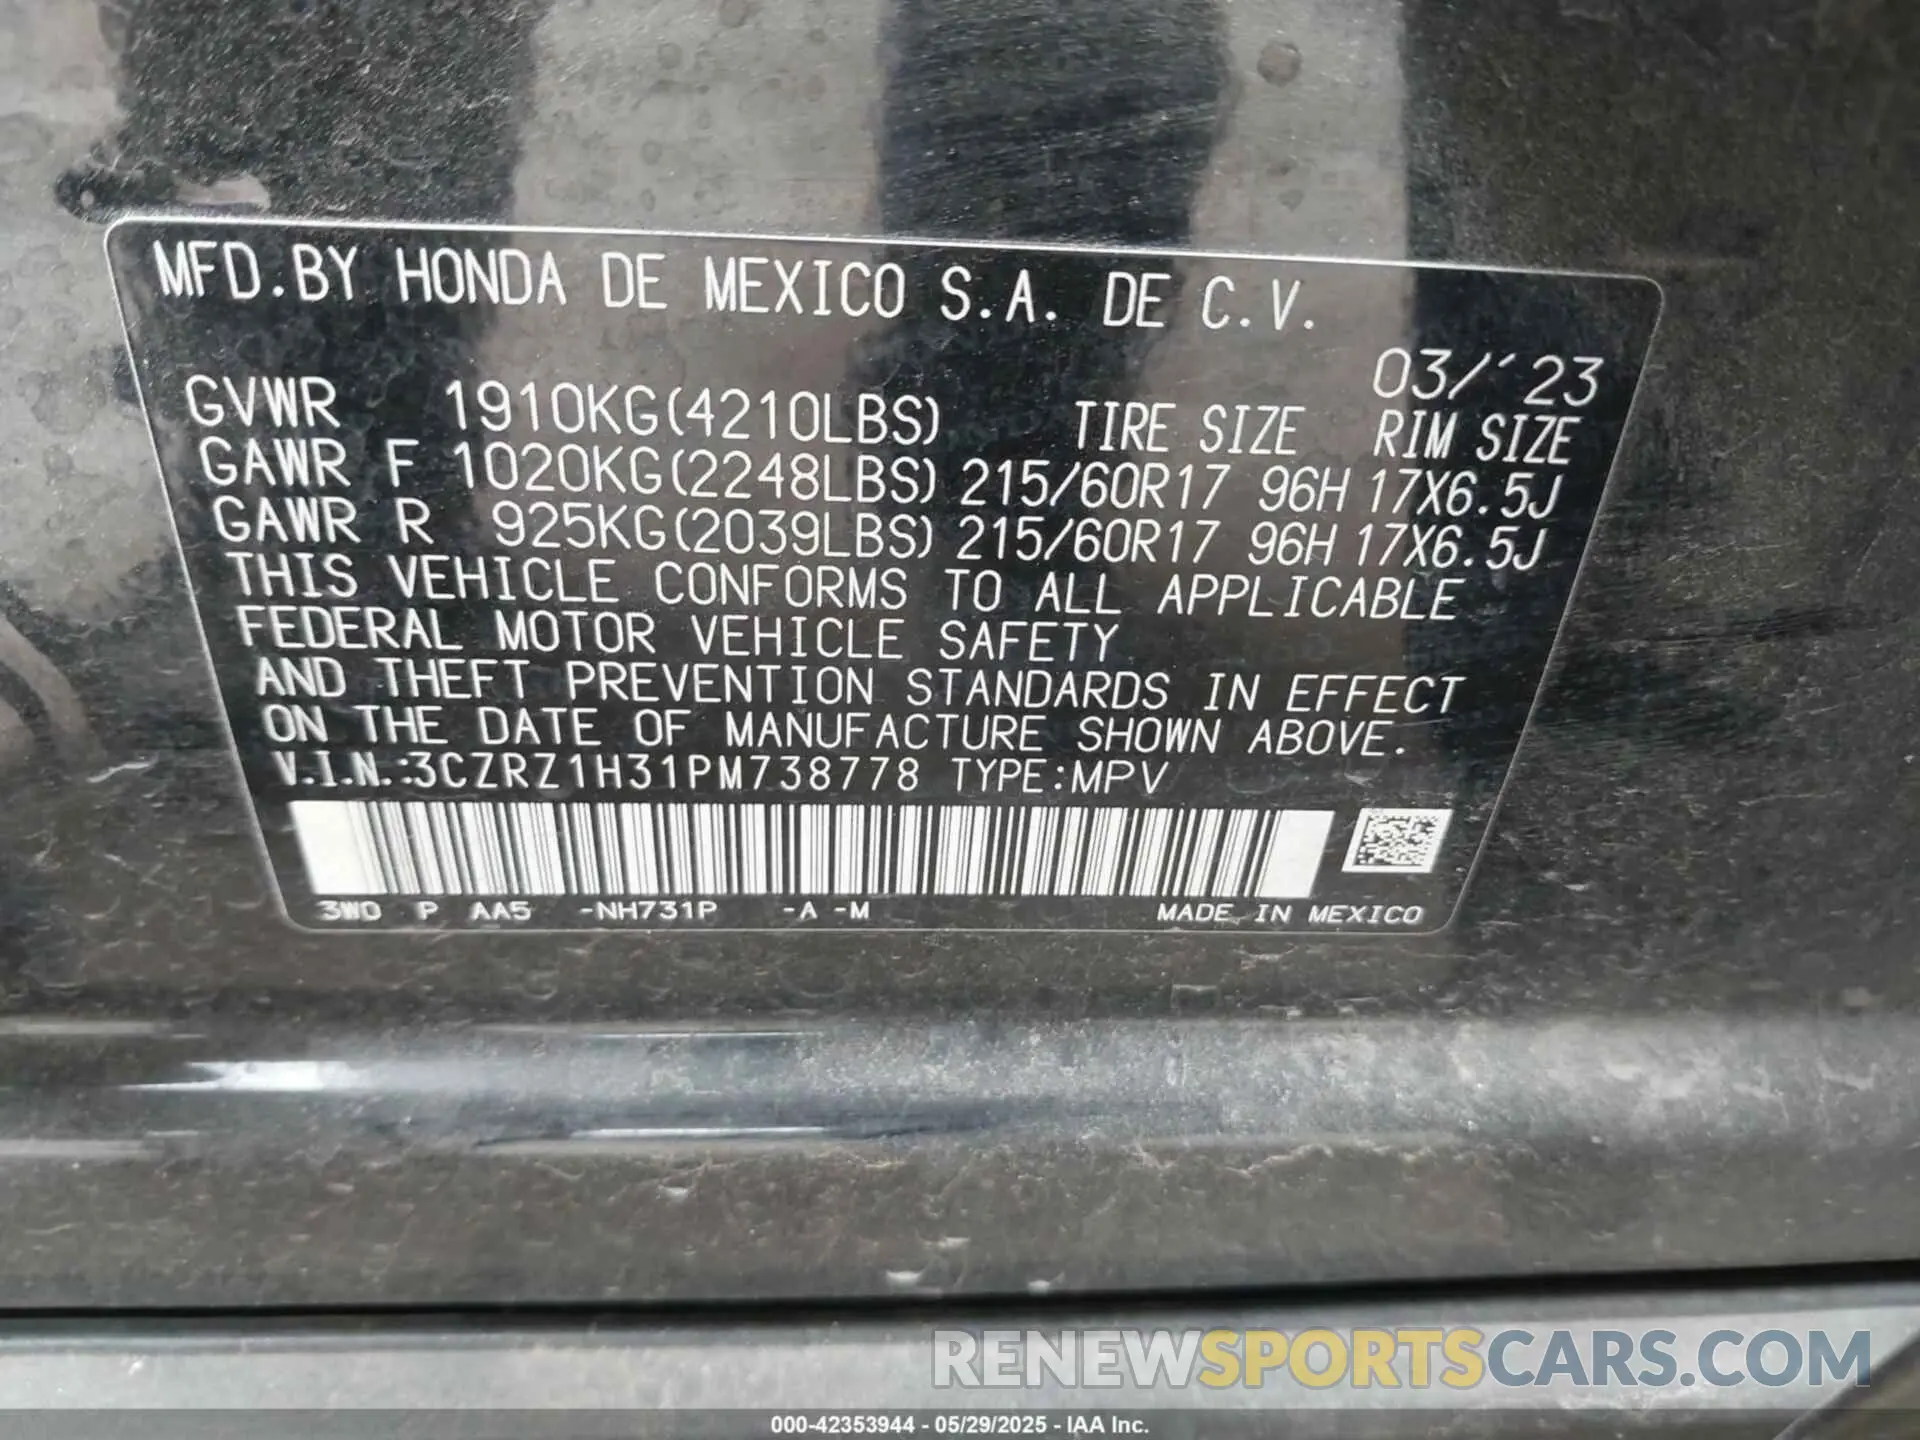 MFD.BY HONDA DE MEXICO S.A. DE C.V.
03/'23
GVWR 1910KG(4210LBS) TIRE SIZE RIM SIZE
GAWR F 1020KG(2248LBS) 215/60R17 96H 17X6.5J
GAWR R 925KG(2039LBS) 215/60R17 96H 17X6.5J
THIS VEHICLE CONFORMS TO ALL APPLICABLE
FEDERAL MOTOR VEHICLE SAFETY
AND THEFT PREVENTION STANDARDS IN EFFECT
ON THE DATE OF MANUFACTURE SHOWN ABOVE.
V.I.N.:3CZRZ1H31PM738778 TYPE:MPV
3WD P AA5 -NH731P -A -M MADE IN MEXICO
RENEWSPORTSCARS.COM
000-42353944 - 05/29/2025 - IAA Inc.